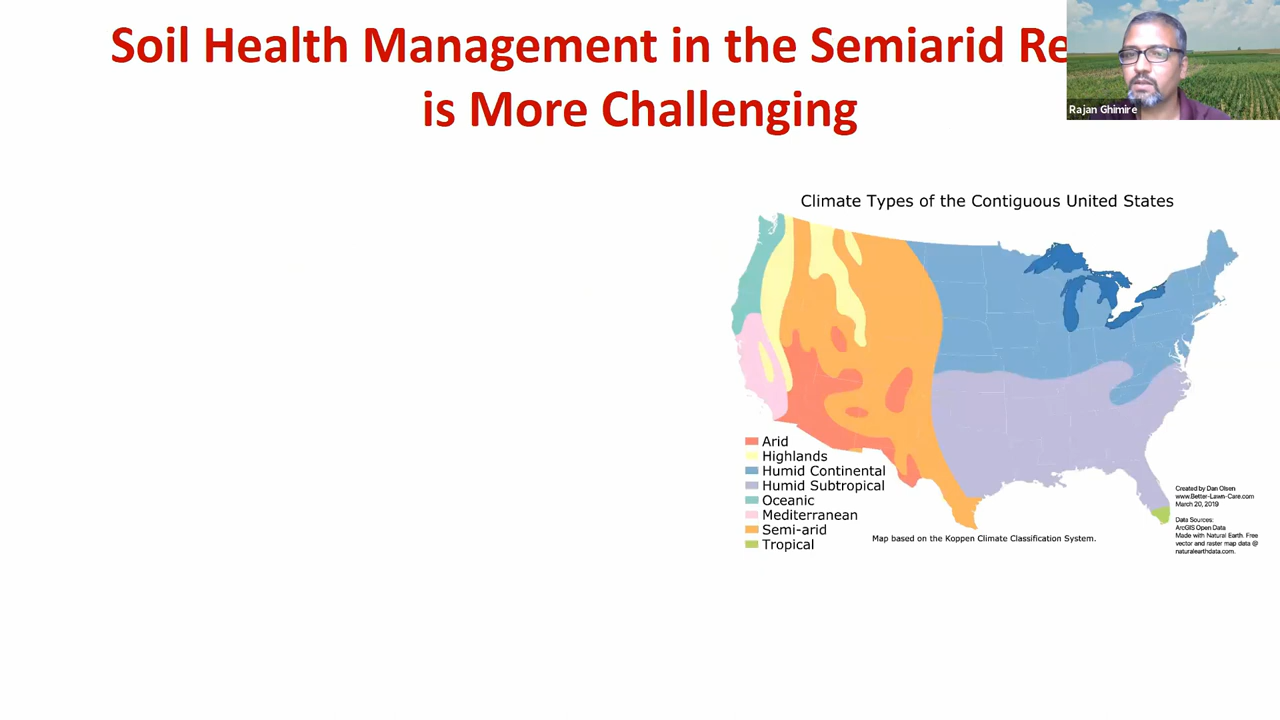 Soil Health Management in the Semiarid
is More Challenging
Rajan Ghimire
Climate Types of the Contiguous United States
Arid
Highlands
Humid Continental
Humid Subtropical
Oceanic
Mediterranean
Semi-arid
Tropical
Map based on the Koppen Climate Classification System.
Created by Dan Olsen
www.Better-Lawn-Care.com
March 20, 2019
Data Sources:
ArcGIS Open Data
Made with Natural Earth. Free
vector and raster map data @
naturalearthdata.com.